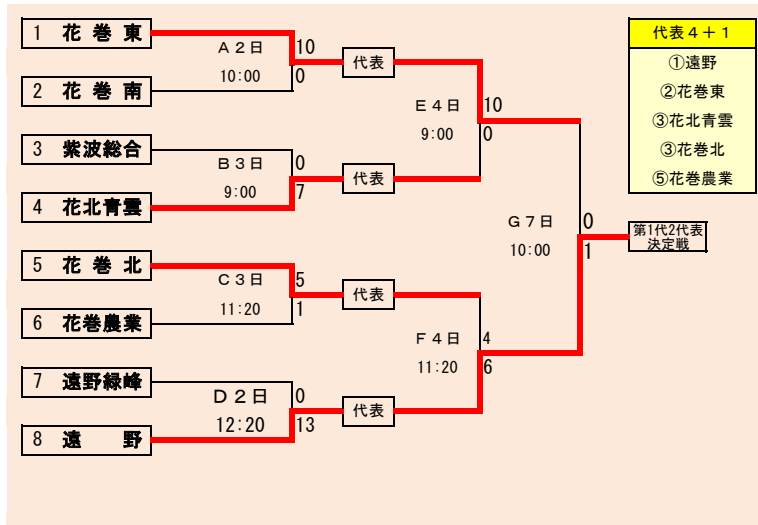 1 花巻東
A2日
10:00
10
0
2 花巻南
代表
3 紫波総合
B3日
9:00
0
7
4 花北青雲
代表
E4日
9:00
10
0
5 花巻北
C3日
11:20
5
1
6 花巻農業
代表
7 遠野緑峰
D2日
12:20
0
13
8 遠野
代表
F4日
11:20
4
6
G7日
10:00
0
1
第1代2代表
決定戦
代表4+1
①遠野
②花巻東
③花北青雲
③花巻北
⑤花巻農業